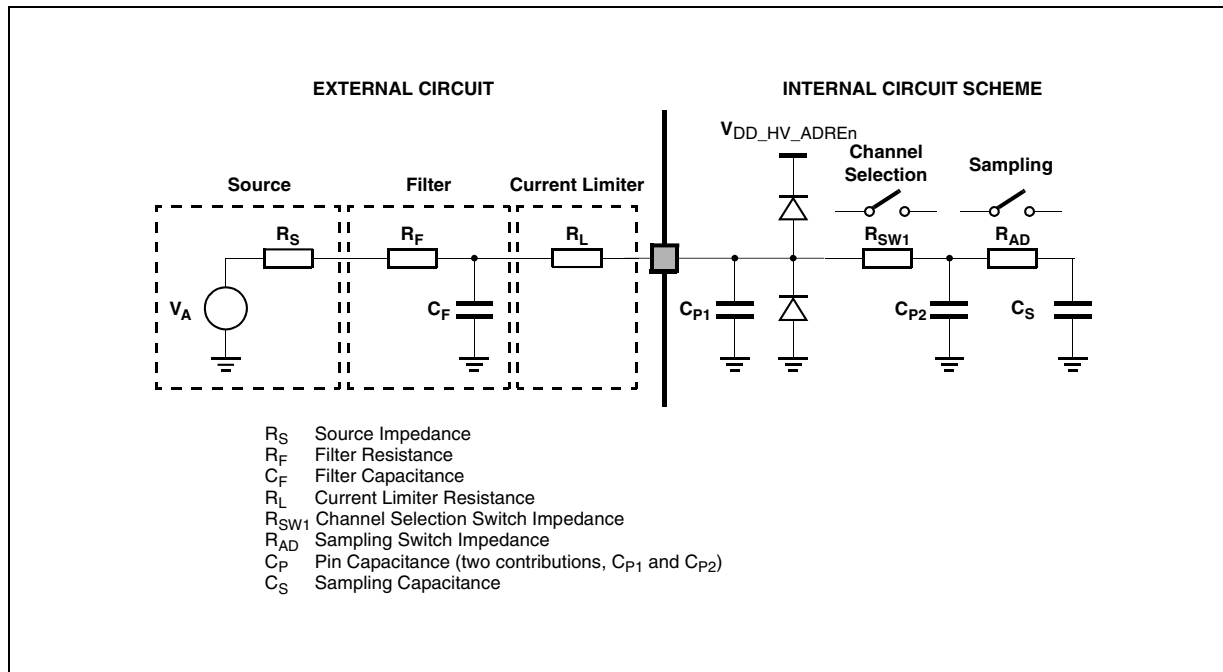 EXTERNAL CIRCUIT
INTERNAL CIRCUIT SCHEME
VDD_HV_ADREn
Channel
Selection
Sampling
Source
Filter
Current Limiter
RS
RF
RL
RSW1
RAD
VA
CF
CP1
CP2
CS
RS Source Impedance
RF Filter Resistance
CF Filter Capacitance
RL Current Limiter Resistance
RSW1 Channel Selection Switch Impedance
RAD Sampling Switch Impedance
CP Pin Capacitance (two contributions, CP1 and CP2)
CS Sampling Capacitance